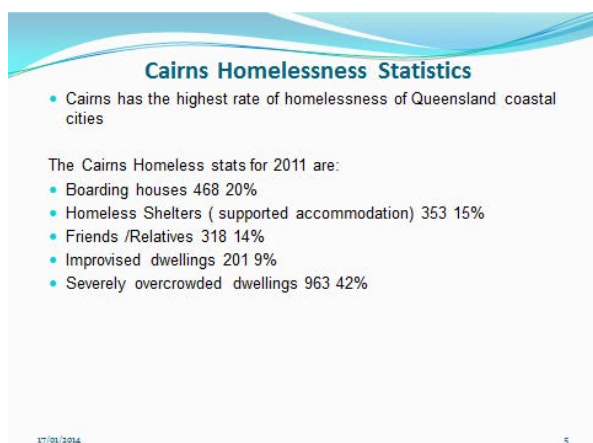 Cairns Homelessness Statistics
Cairns has the highest rate of homelessness of Queensland coastal
cities
The Cairns Homeless stats for 2011 are:
Boarding houses 468 20%
Homeless Shelters ( supported accommodation) 353 15%
Friends /Relatives 318 14%
Improvised dwellings 201 9%
Severely overcrowded dwellings 963 42%
17/01/2014
5